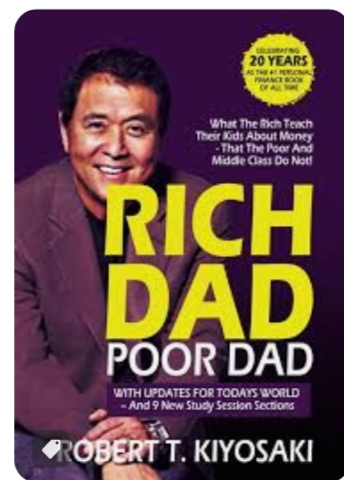 CELEBRATING
20 YEARS
AS THE #1 PERSONAL
FINANCE BOOK
OF ALL TIME
What The Rich Teach
Their Kids About Money
- That The Poor And
Middle Class Do Not!
RICH
DAD
POOR DAD
WITH UPDATES FOR TODAYS WORLD
– And 9 New Study Session Sections
ROBERT T. KIYOSAKI